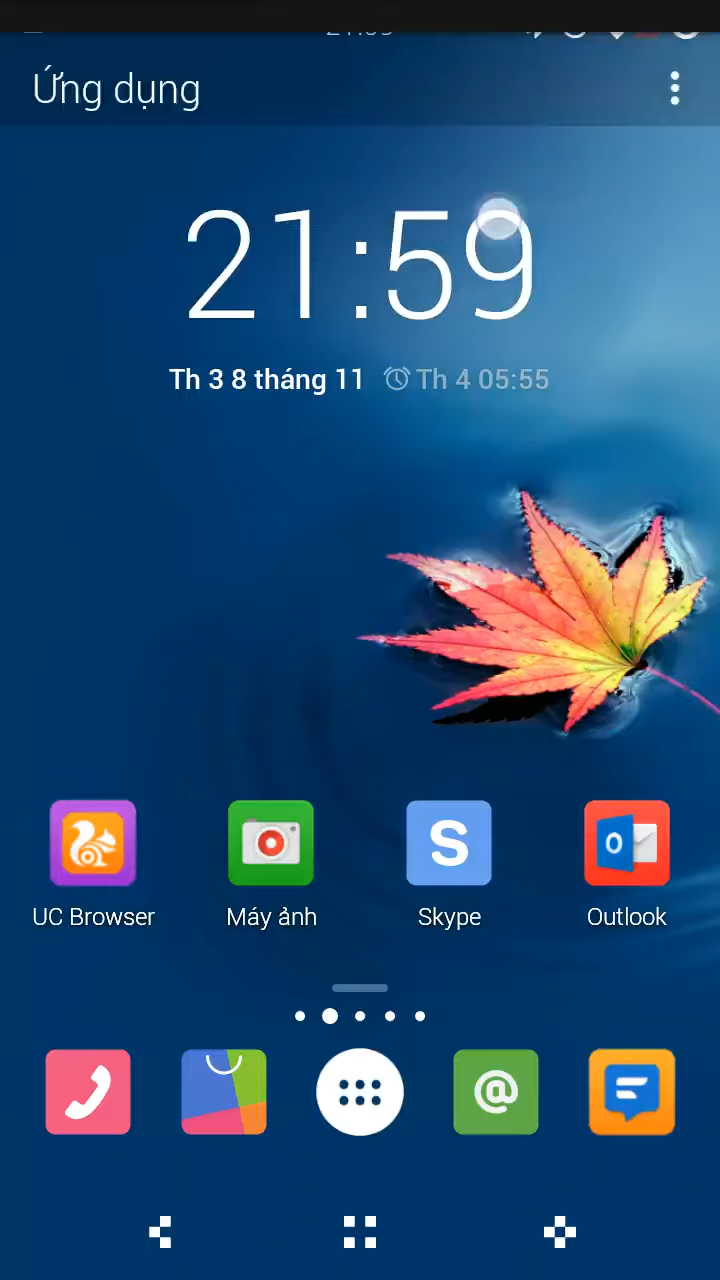 Ứng dụng
21:59
Th 3 8 tháng 11 Th 4 05:55
UC Browser Máy ảnh Skype Outlook